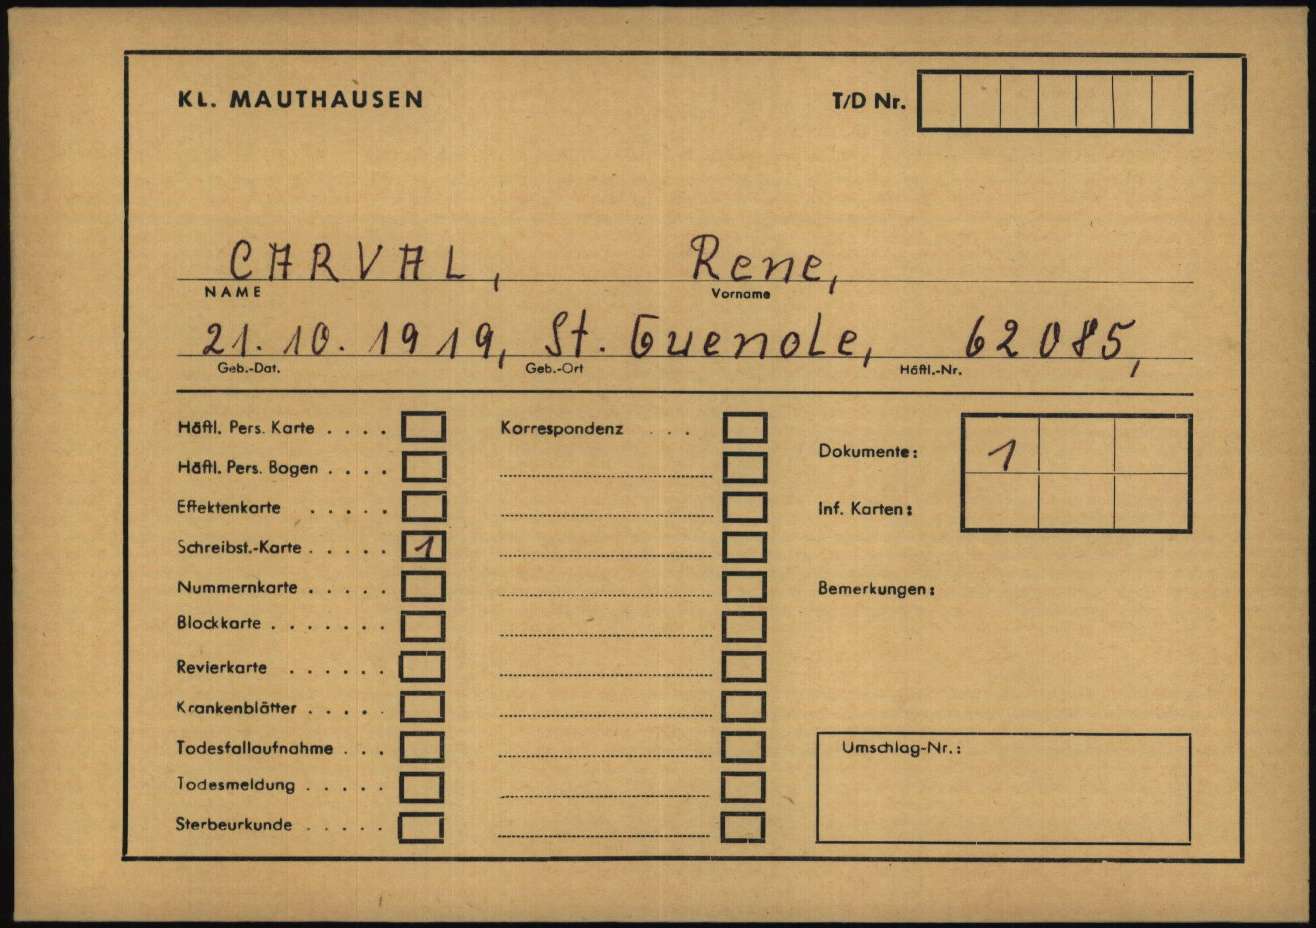 KL. MAUTHAUSEN T/D Nr.
CARVAL, Rene,
NAME Vorname
21.10.1919, St. Guenole, 62085,
Geb.-Dat. Geb.-Ort Häftl.-Nr.
Häftl. Pers. Karte . . . .
Häftl. Pers. Bogen . . . .
Effektenkarte . . . . .
Schreibst.-Karte . . . . . 1
Nummernkarte . . . . .
Blockkarte . . . . . . .
Revierkarte . . . . . .
Krankenblätter . . . . .
Todesfallaufnahme . . .
Todesmeldung . . . . .
Sterbeurkunde . . . . .
Korrespondenz . . .
Dokumente: 1
Inf. Karten:
Bemerkungen:
Umschlag-Nr.: